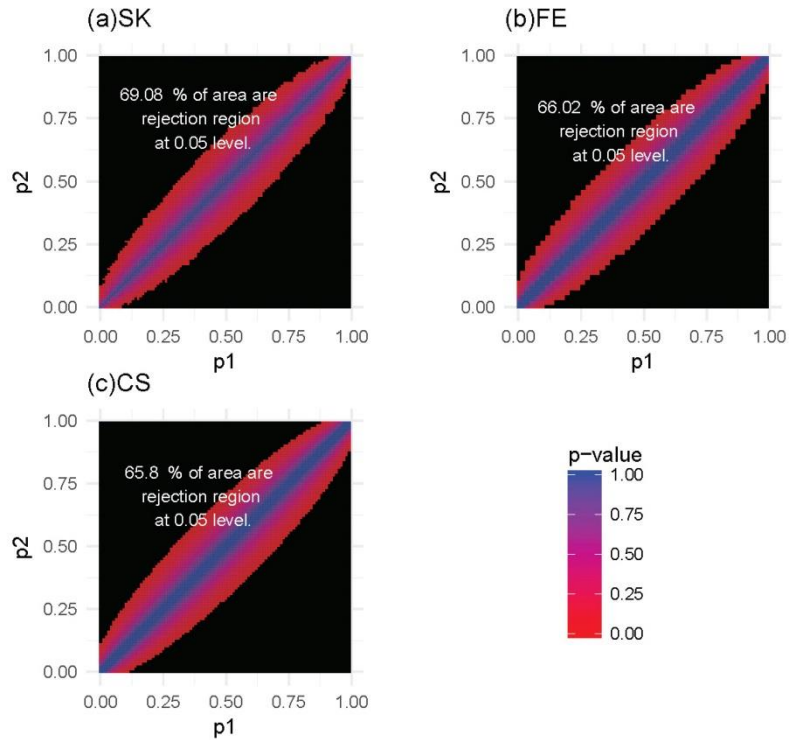 (a)SK
1.00
0.75
0.50
0.25
0.00
p2
69.08 % of area are
rejection region
at 0.05 level.
0.00 0.25 0.50 0.75 1.00
p1
(b)FE
1.00
0.75
0.50
0.25
0.00
p2
66.02 % of area are
rejection region
at 0.05 level.
0.00 0.25 0.50 0.75 1.00
p1
(c)CS
1.00
0.75
0.50
0.25
0.00
p2
65.8 % of area are
rejection region
at 0.05 level.
0.00 0.25 0.50 0.75 1.00
p1
p−value
1.00
0.75
0.50
0.25
0.00